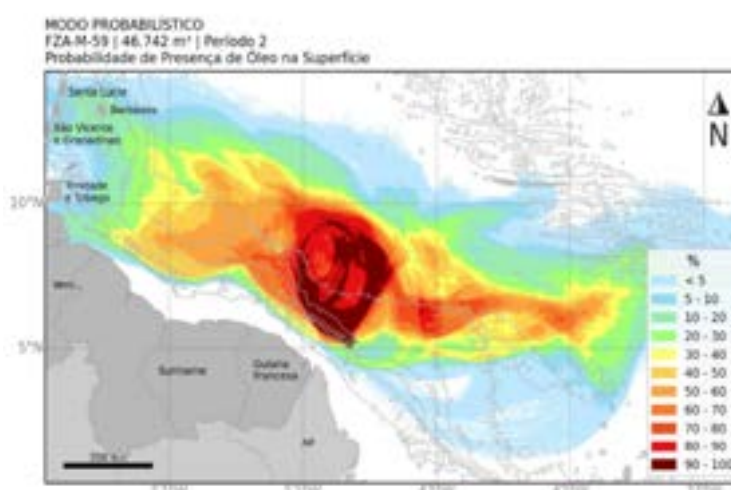 MODO PROBABILÍSTICO
FZA-M-59 | 46.742 m³ | Período 2
Probabilidade de Presença de Óleo na Superfície
Santa Lúcia
Barbados
São Vicente
e Granadinas
N
Trinidade
e Tobago
10°N
%
< 5
5 - 10
10 - 20
20 - 30
30 - 40
40 - 50
50 - 60
60 - 70
70 - 80
80 - 90
90 - 100
5°N
Suriname
Guiana
Francesa
AP